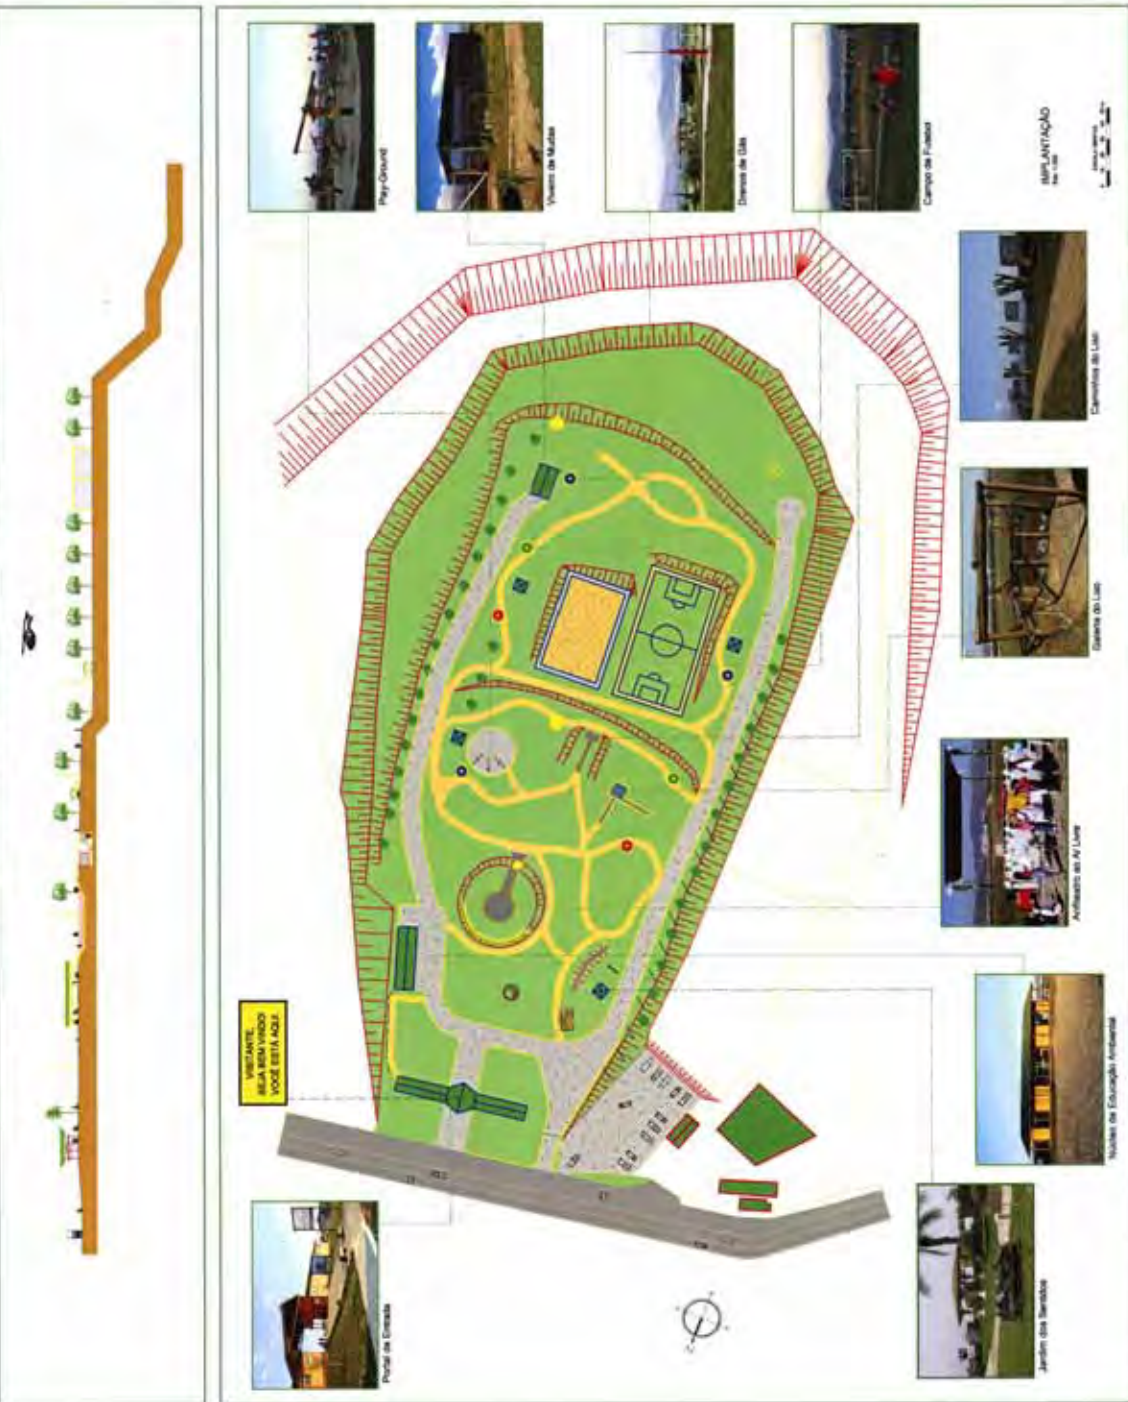 Play-Ground
Viveiro de Mudas
Drenos de Gás
Campo de Futebol
IMPLANTAÇÃO
Caminhos do Lixo
Galeria do Lixo
Anfiteatro ao Ar Livre
Núcleo de Educação Ambiental
Jardim dos Sentidos
Portal da Entrada
VISITANTE,
SEJA BEM VINDO!
VOCÊ ESTÁ AQUI.